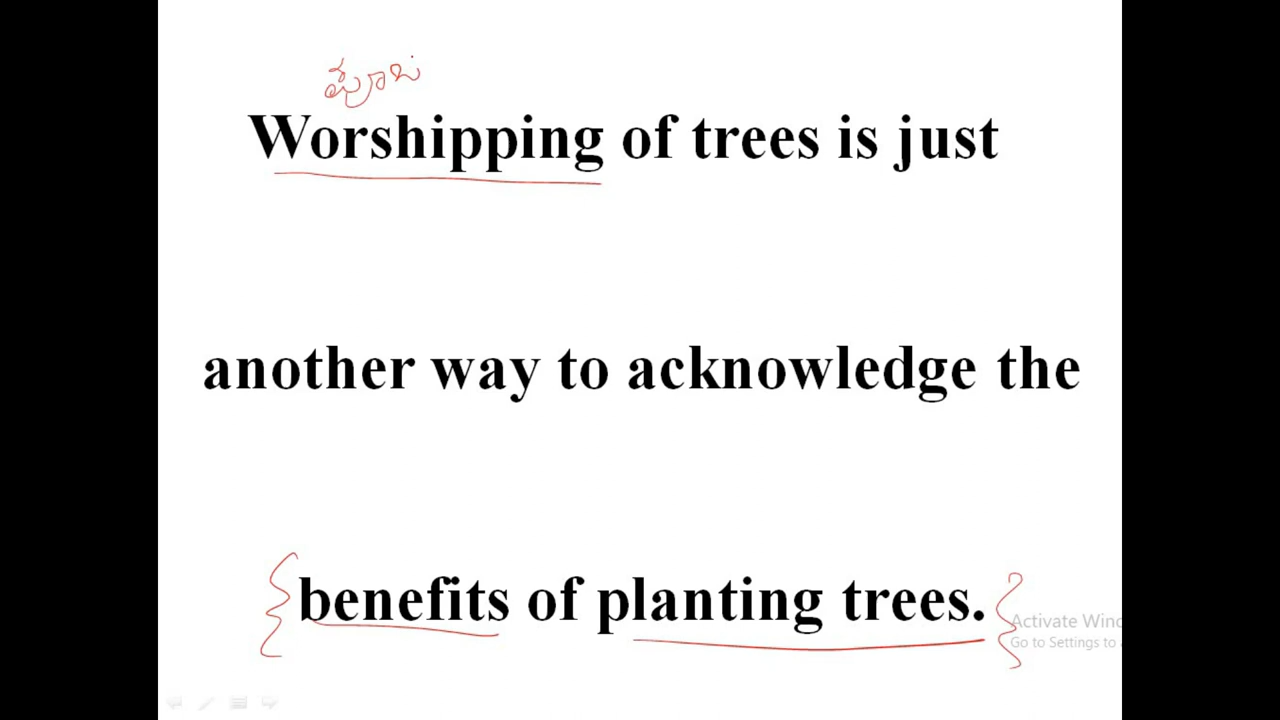 పూజ
Worshipping of trees is just
another way to acknowledge the
benefits of planting trees.
Activate Wind
Go to Settings to